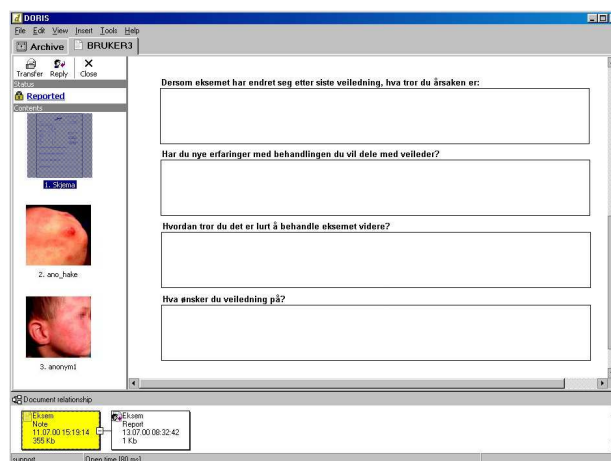 DORIS
File Edit View Insert Tools Help
Archive BRUKER3
Transfer Reply Close
Status
Reported
Contents
1. Skjema
2. ano_hake
3. anonym1
Dersom eksemet har endret seg etter siste veiledning, hva tror du årsaken er:
Har du nye erfaringer med behandlingen du vil dele med veileder?
Hvordan tror du det er lurt å behandle eksemet videre?
Hva ønsker du veiledning på?
Document relationship
Eksem
Note
11.07.00 15:19:14
355 Kb
Eksem
Report
13.07.00 08:32:42
1 Kb
support
Open time [80 ms]